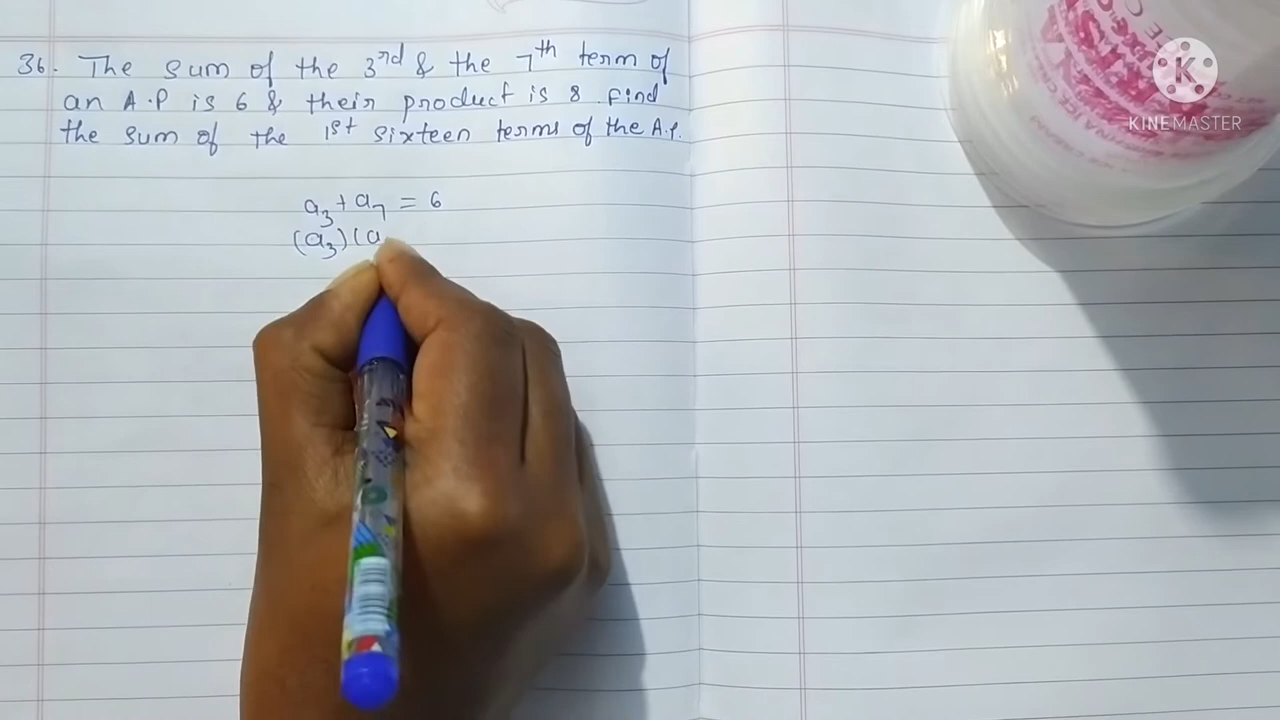 36. The sum of the 3rd & the 7th term of
an A.P is 6 & their product is 8. find
the sum of the 1st sixteen terms of the A.P.
a3 + a7 = 6
(a3) (a
K
KINEMASTER